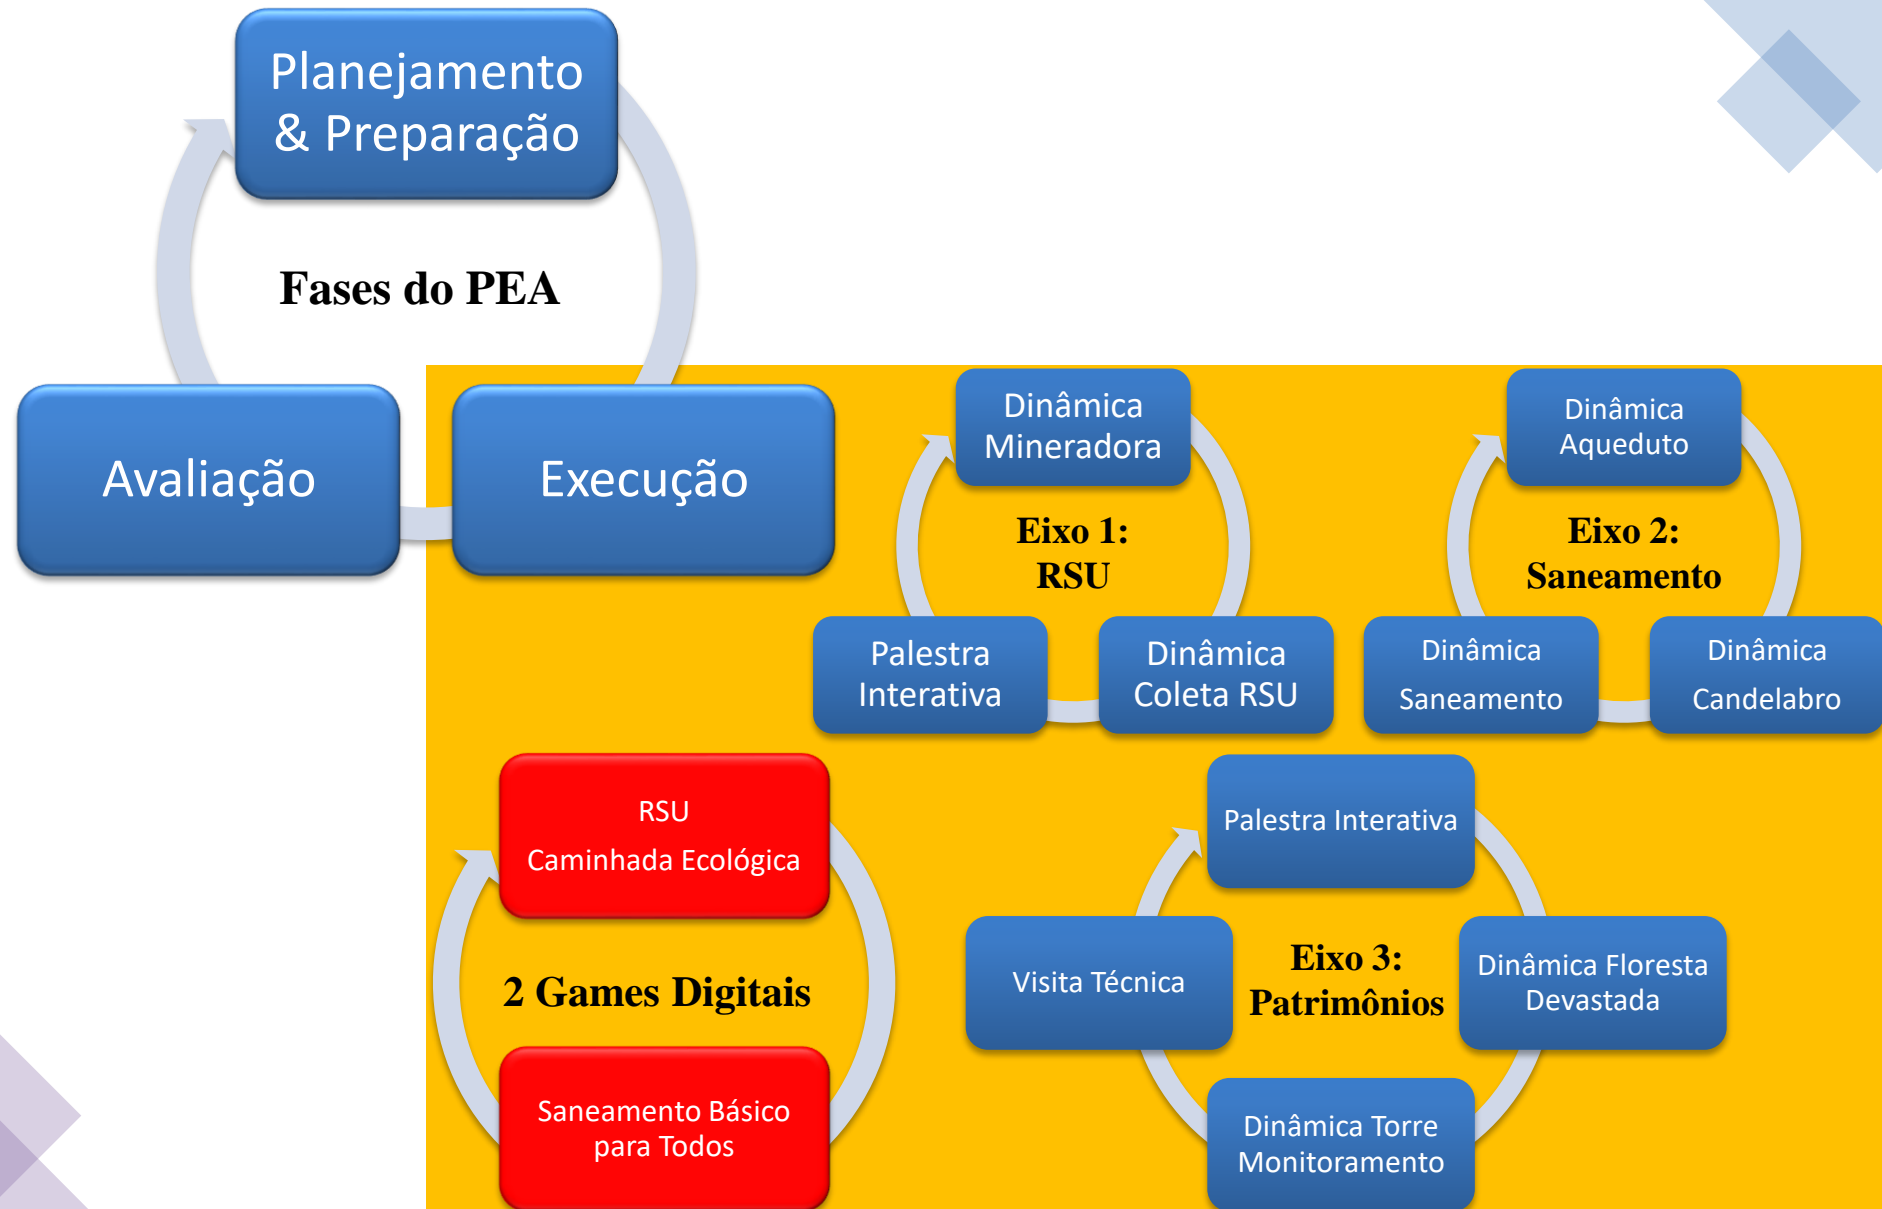 Planejamento
& Preparação
Fases do PEA
Avaliação
Execução
Dinâmica
Mineradora
Eixo 1:
RSU
Palestra
Interativa
Dinâmica
Coleta RSU
Dinâmica
Aqueduto
Eixo 2:
Saneamento
Dinâmica
Saneamento
Dinâmica
Candelabro
RSU
Caminhada Ecológica
2 Games Digitais
Saneamento Básico
para Todos
Palestra Interativa
Visita Técnica
Eixo 3:
Patrimônios
Dinâmica Floresta
Devastada
Dinâmica Torre
Monitoramento